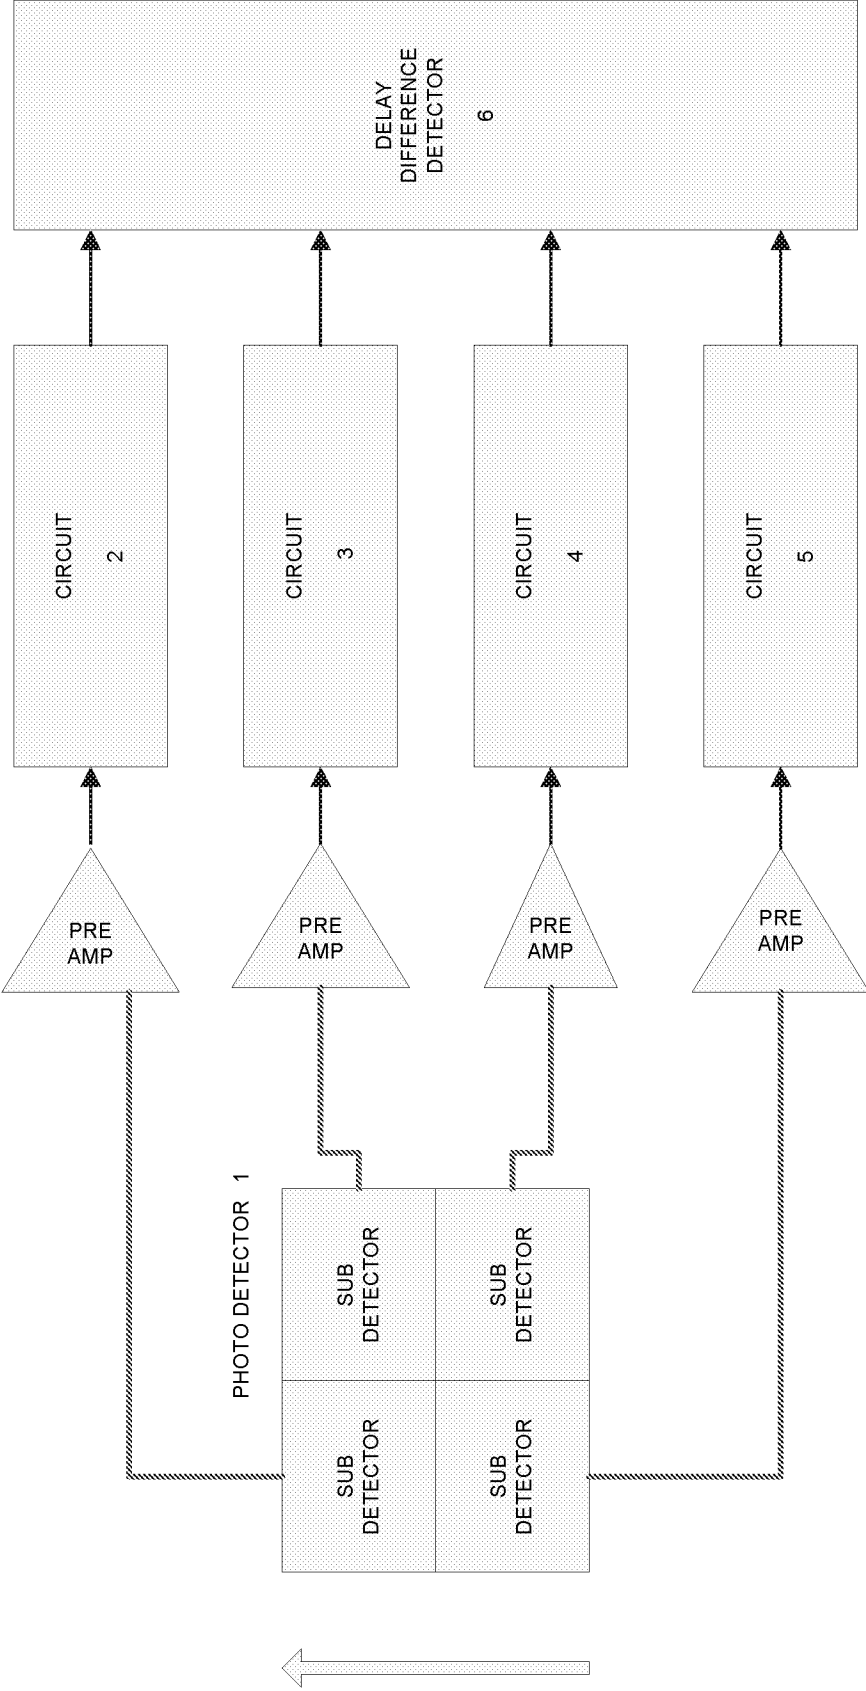 DELAY
DIFFERENCE
DETECTOR
6
CIRCUIT
2
CIRCUIT
3
CIRCUIT
4
CIRCUIT
5
PRE
AMP
PRE
AMP
PRE
AMP
PRE
AMP
PHOTO DETECTOR 1
SUB
DETECTOR
SUB
DETECTOR
SUB
DETECTOR
SUB
DETECTOR